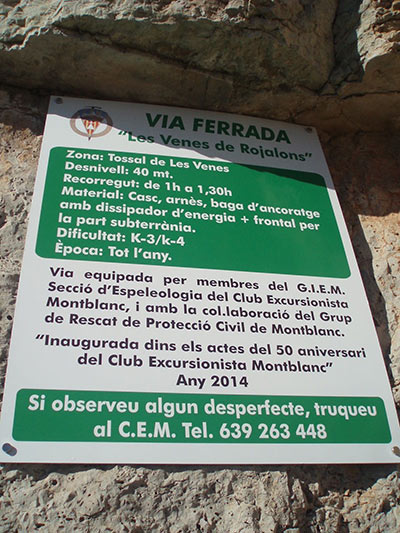 VIA FERRADA
"Les Venes de Rojalons"
Zona: Tossal de Les Venes
Desnivell: 40 mt.
Recorregut: de 1h a 1,30h
Material: Casc, arnès, baga d'ancoratge
amb dissipador d'energia + frontal per
la part subterrània.
Dificultat: K-3/k-4
Època: Tot l'any.
Via equipada per membres del G.I.E.M.
Secció d'Espeleologia del Club Excursionista
Montblanc, i amb la col.laboració del Grup
de Rescat de Protecció Civil de Montblanc.
"Inaugurada dins els actes del 50 aniversari
del Club Excursionista Montblanc"
Any 2014
Si observeu algun desperfecte, truqueu
al C.E.M. Tel. 639 263 448